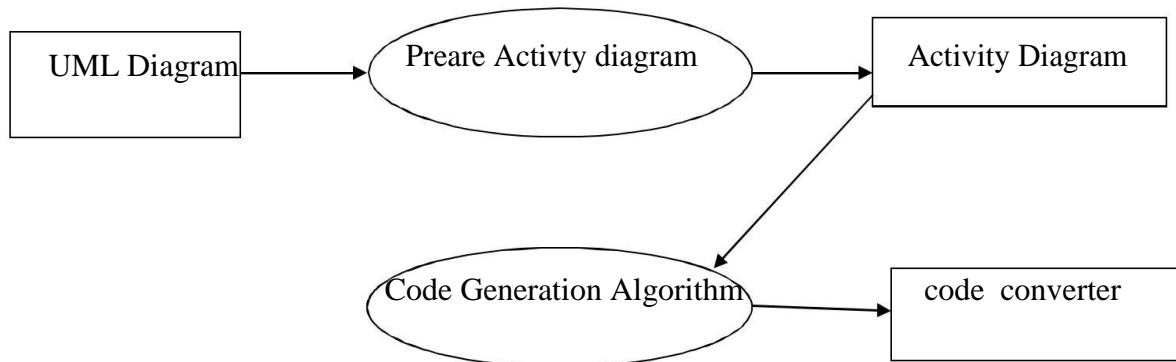 UML Diagram
Preare Activty diagram
Activity Diagram
Code Generation Algorithm
code converter